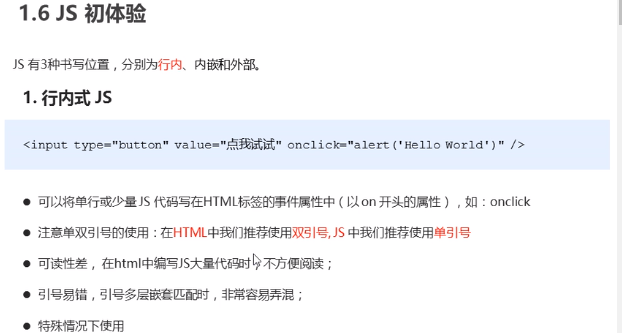 1.6 JS 初体验
JS 有3种书写位置，分别为行内、内嵌和外部。
1. 行内式 JS
<input type="button" value="点我试试" onclick="alert('Hello World')" />
● 可以将单行或少量 JS 代码写在HTML标签的事件属性中（以 on 开头的属性），如：onclick
● 注意单双引号的使用：在HTML中我们推荐使用双引号, JS 中我们推荐使用单引号
● 可读性差， 在html中编写JS大量代码时，不方便阅读；
● 引号易错，引号多层嵌套匹配时，非常容易弄混；
● 特殊情况下使用